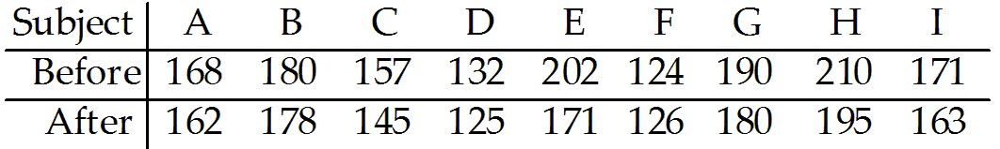 Subject A B C D E F G H I
Before 168 180 157 132 202 124 190 210 171
After 162 178 145 125 171 126 180 195 163